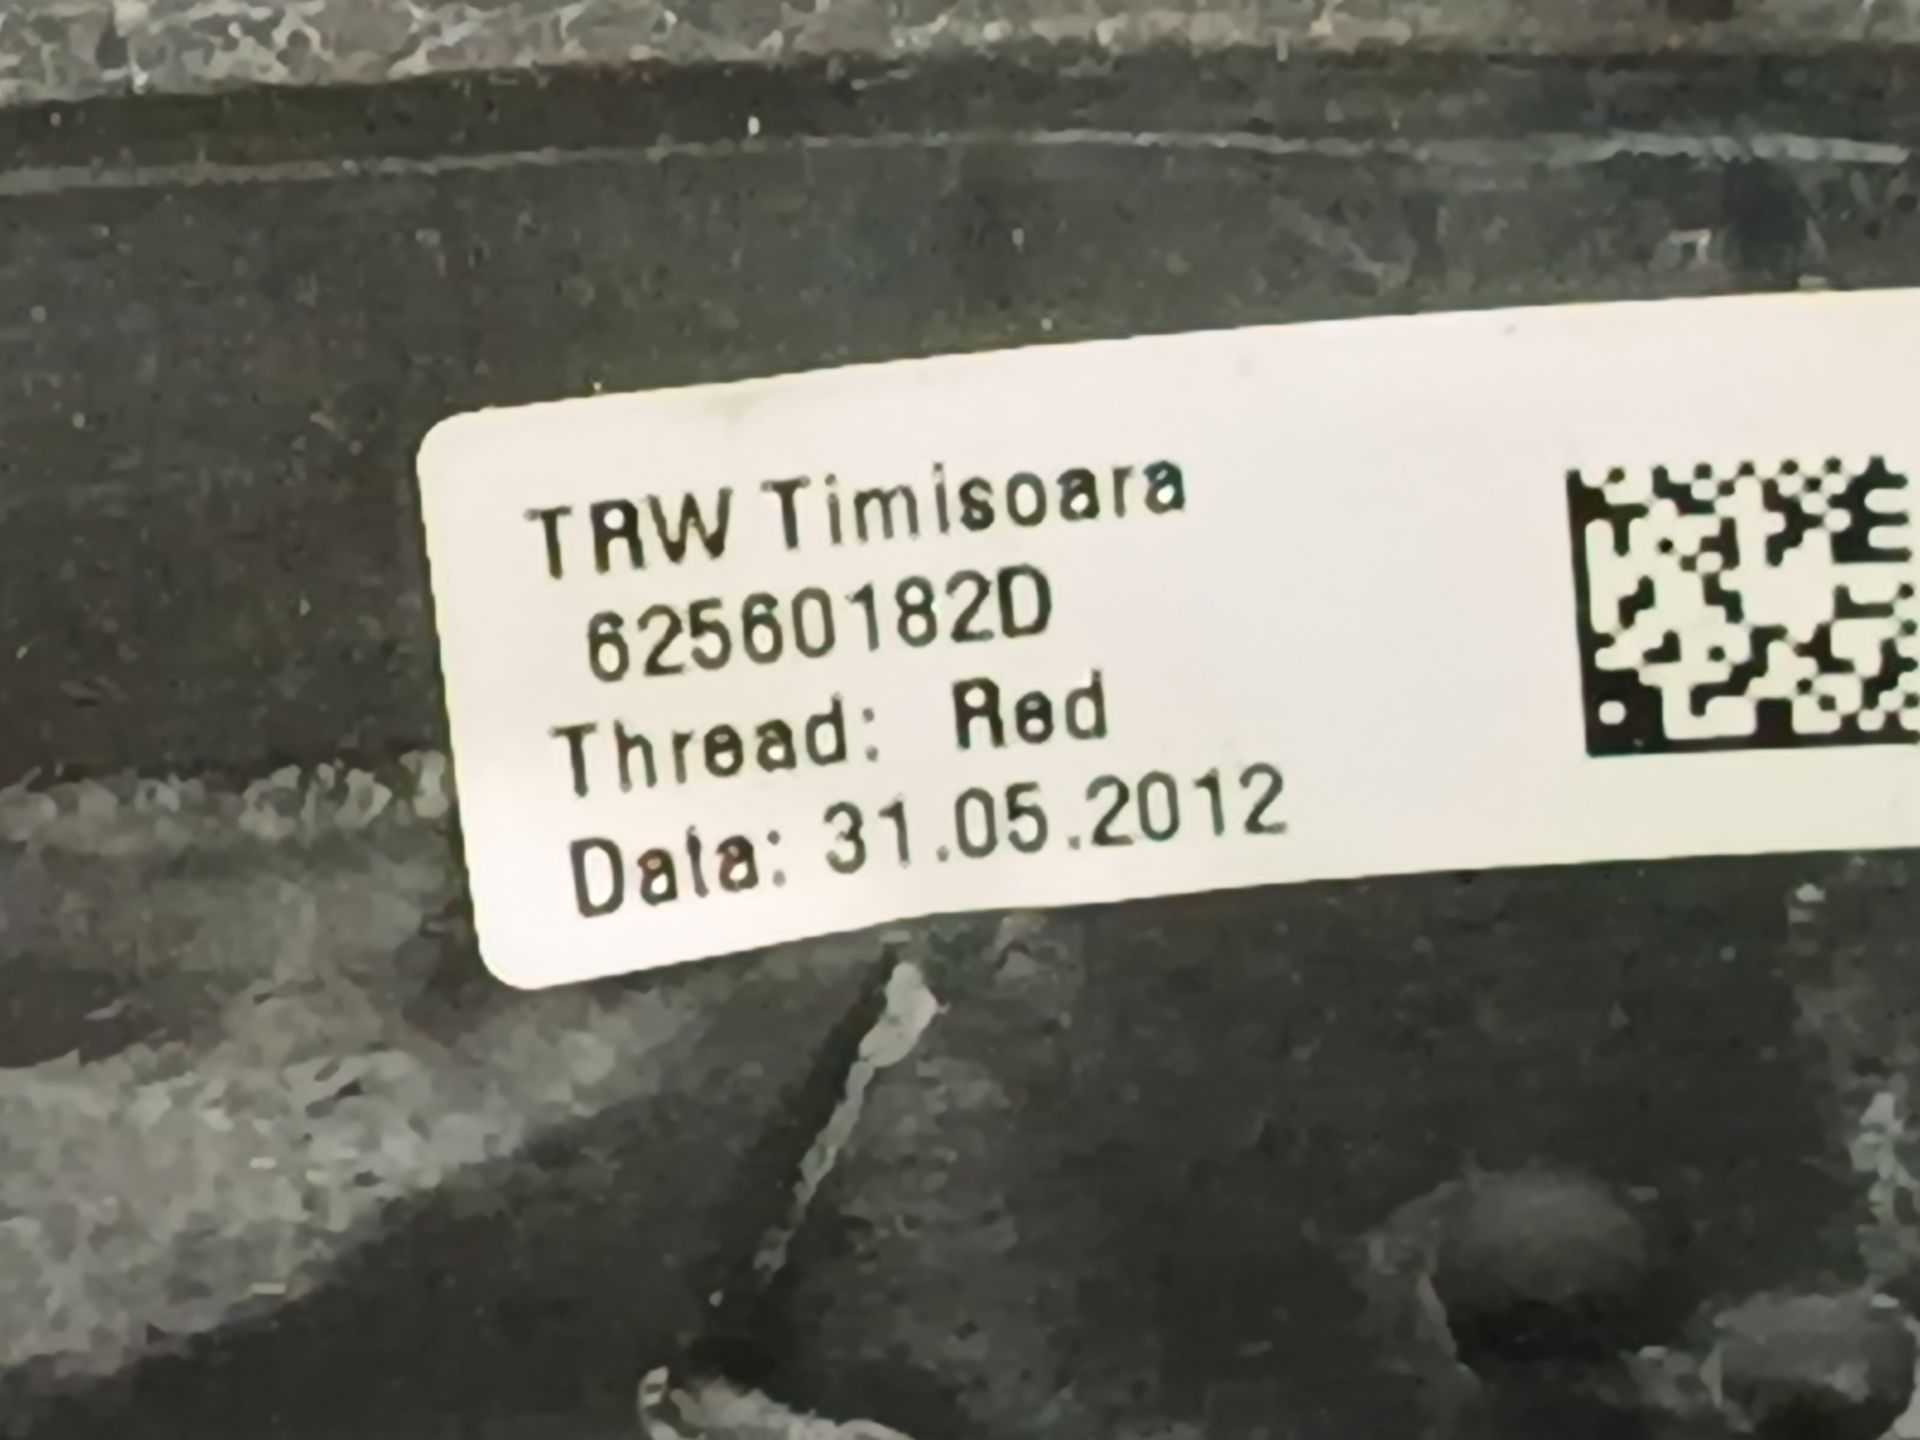 TRW Timisoara
62560182D
Thread: Red
Data: 31.05.2012